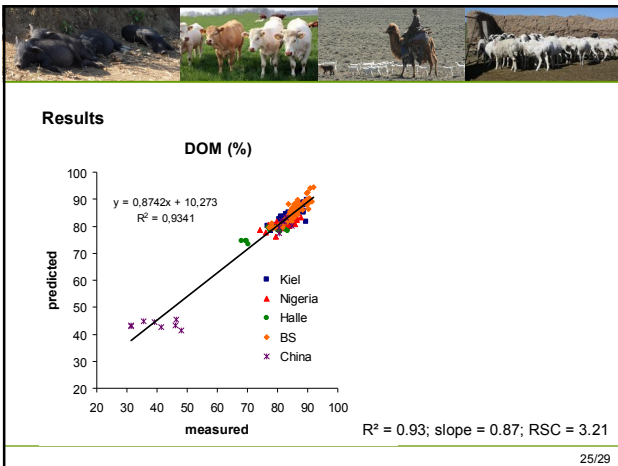 Results
DOM (%)
y = 0,8742x + 10,273
R² = 0,9341
100
90
80
70
60
50
40
30
20
predicted
Kiel
Nigeria
Halle
BS
China
20 30 40 50 60 70 80 90 100
measured
R² = 0.93; slope = 0.87; RSC = 3.21
25/29